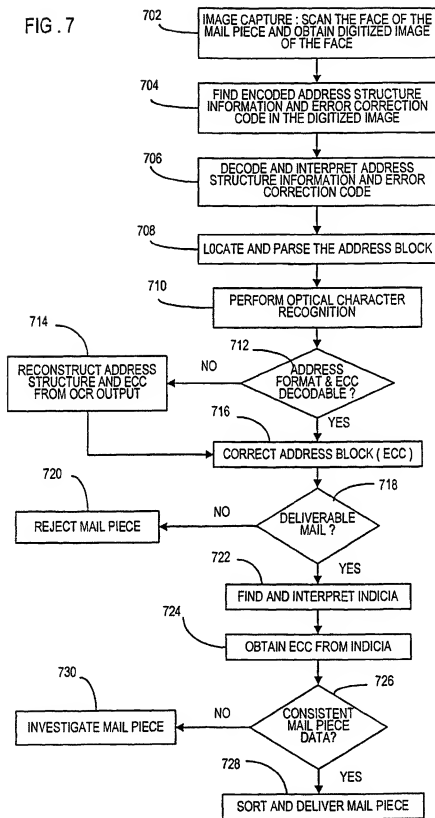 FIG. 7
702
IMAGE CAPTURE : SCAN THE FACE OF THE
MAIL PIECE AND OBTAIN DIGITIZED IMAGE
OF THE FACE
704
FIND ENCODED ADDRESS STRUCTURE
INFORMATION AND ERROR CORRECTION
CODE IN THE DIGITIZED IMAGE
706
DECODE AND INTERPRET ADDRESS
STRUCTURE INFORMATION AND ERROR
CORRECTION CODE
708
LOCATE AND PARSE THE ADDRESS BLOCK
710
PERFORM OPTICAL CHARACTER
RECOGNITION
712
ADDRESS
FORMAT & ECC
DECODABLE ?
NO
714
RECONSTRUCT ADDRESS
STRUCTURE AND ECC
FROM OCR OUTPUT
YES
716
CORRECT ADDRESS BLOCK ( ECC )
718
DELIVERABLE
MAIL ?
NO
720
REJECT MAIL PIECE
YES
722
FIND AND INTERPRET INDICIA
724
OBTAIN ECC FROM INDICIA
726
CONSISTENT
MAIL PIECE
DATA?
NO
730
INVESTIGATE MAIL PIECE
YES
728
SORT AND DELIVER MAIL PIECE